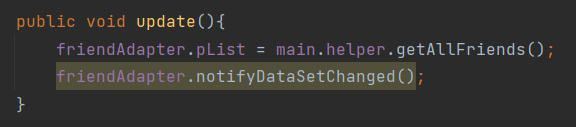 public void update(){
    friendAdapter.pList = main.helper.getAllFriends();
    friendAdapter.notifyDataSetChanged();
}